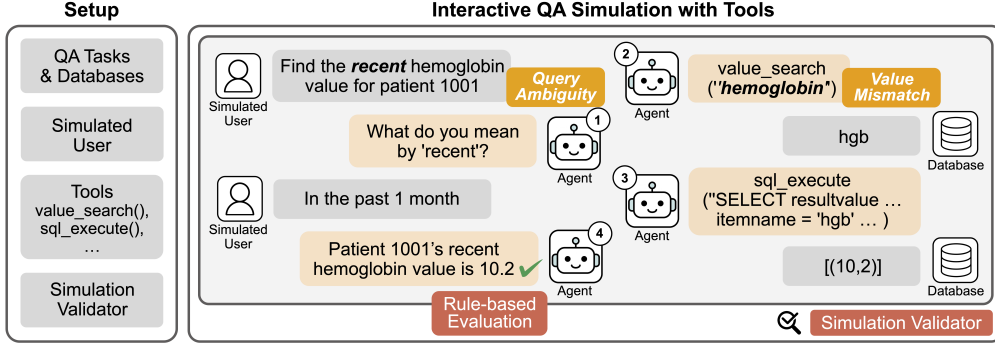 Setup
QA Tasks
& Databases
Simulated
User
Tools
value_search(),
sql_execute(),
...
Simulation
Validator
Interactive QA Simulation with Tools
Simulated
User
Find the recent hemoglobin
value for patient 1001
Query
Ambiguity
1
What do you mean
by 'recent'?
Agent
Simulated
User
In the past 1 month
4
Patient 1001's recent
hemoglobin value is 10.2
Agent
Rule-based
Evaluation
2
Agent
value_search
("hemoglobin")
Value
Mismatch
hgb
Database
3
Agent
sql_execute
("SELECT resultvalue ...
itemname = 'hgb' ... )
[(10,2)]
Database
Simulation Validator